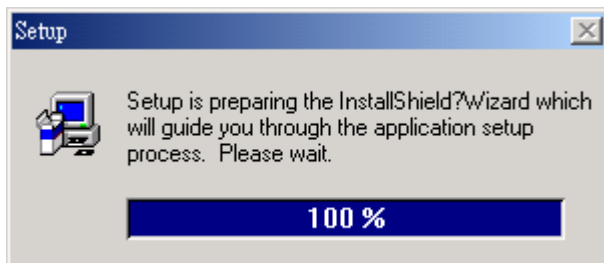 Setup
Setup is preparing the InstallShield?Wizard which
will guide you through the application setup
process.  Please wait.
100 %